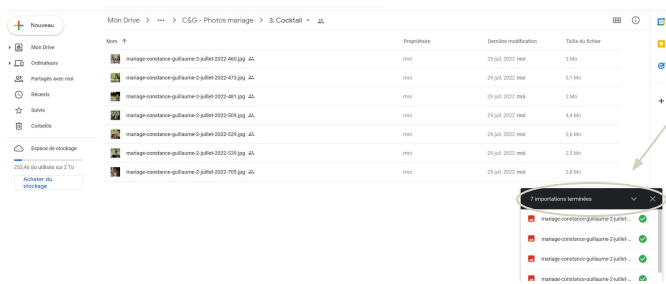 Nouveau
Mon Drive
Ordinateurs
Partagés avec moi
Récents
Suivis
Corbeille
Espace de stockage
253,46 Go utilisés sur 2 To
Acheter du
stockage
Mon Drive > ... > C&G - Photos mariage > 3. Cocktail
Nom Propriétaire Dernière modification Taille du fichier
mariage-constance-guillaume-2-juillet-2022-460.jpg moi 29 juil. 2022 moi 3 Mo
mariage-constance-guillaume-2-juillet-2022-473.jpg moi 29 juil. 2022 moi 3,1 Mo
mariage-constance-guillaume-2-juillet-2022-481.jpg moi 29 juil. 2022 moi 2 Mo
mariage-constance-guillaume-2-juillet-2022-509.jpg moi 29 juil. 2022 moi 4,4 Mo
mariage-constance-guillaume-2-juillet-2022-529.jpg moi 29 juil. 2022 moi 2,6 Mo
mariage-constance-guillaume-2-juillet-2022-539.jpg moi 29 juil. 2022 moi 2,3 Mo
mariage-constance-guillaume-2-juillet-2022-705.jpg moi 29 juil. 2022 moi 3,8 Mo
7 importations terminées
mariage-constance-guillaume-2-juillet-...
mariage-constance-guillaume-2-juillet-...
mariage-constance-guillaume-2-juillet-...
mariage-constance-guillaume-2-juillet-...